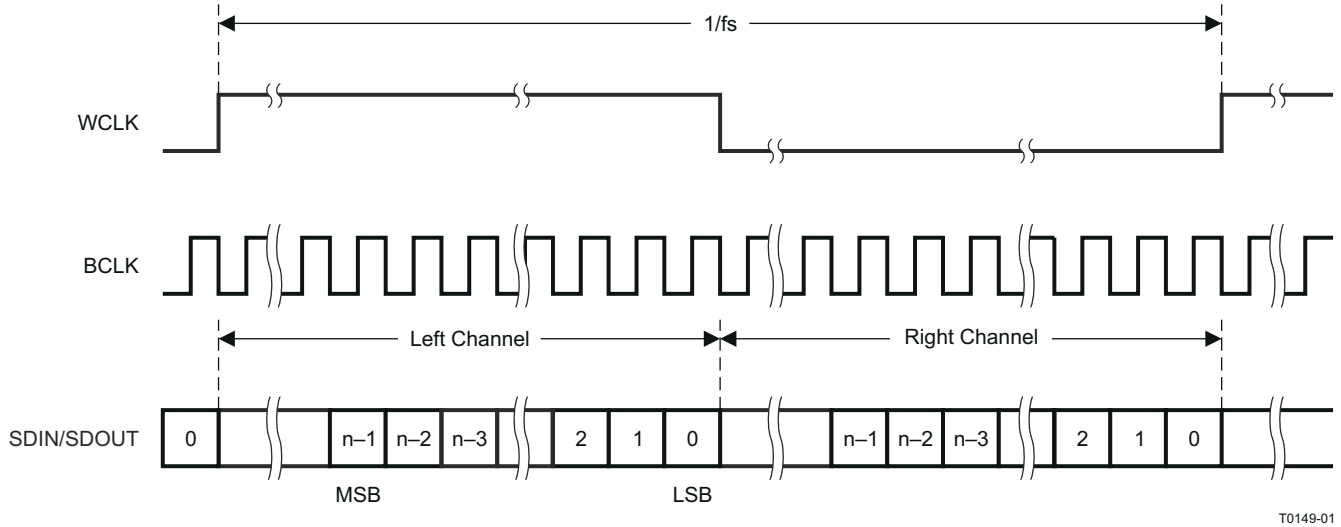 1/fs
WCLK
BCLK
Left Channel Right Channel
SDIN/SDOUT 0 n–1 n–2 n–3 2 1 0 n–1 n–2 n–3 2 1 0
MSB LSB
T0149-01